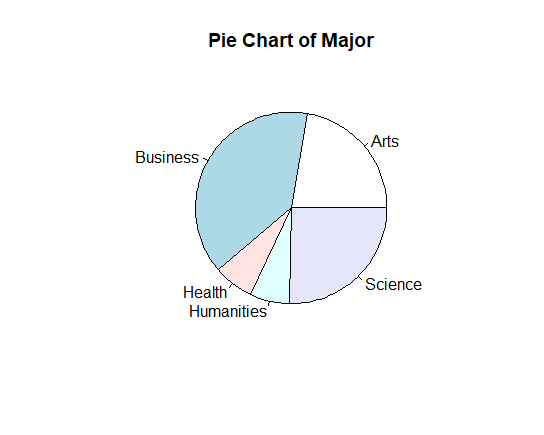 Pie Chart of Major
Arts
Business
Health
Humanities
Science